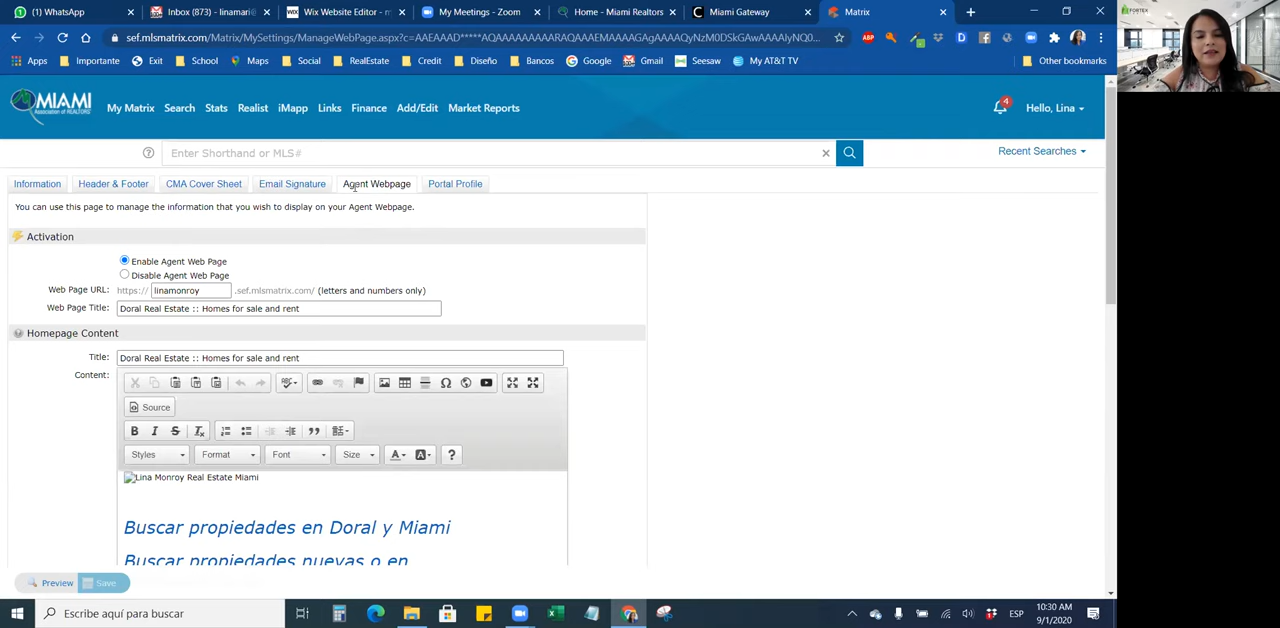 (1) WhatsApp
Inbox (873) - linamari@
Wix Website Editor -
My Meetings - Zoom
Home - Miami Realtors
Miami Gateway
Matrix
sef.mlsmatrix.com/Matrix/MySettings/ManageWebPage.aspx?c=AAEAAAD*****AQAAAAAAAAARAQAAAEMAAAAGAgAAAAQyNzM0DSkGAwAAAAIyNQ0...
Apps Importante Exit School Maps Social RealEstate Credit Diseño Bancos Google Gmail Seesaw My AT&T TV Other bookmarks
FORTEX
MIAMI
My Matrix Search Stats Realist iMapp Links Finance Add/Edit Market Reports
4
Hello, Lina
Enter Shorthand or MLS#
Recent Searches
Information Header & Footer CMA Cover Sheet Email Signature Agent Webpage Portal Profile
You can use this page to manage the information that you wish to display on your Agent Webpage.
Activation
Enable Agent Web Page
Disable Agent Web Page
Web Page URL: https:// linamonroy .sef.mlsmatrix.com/ (letters and numbers only)
Web Page Title: Doral Real Estate :: Homes for sale and rent
Homepage Content
Title: Doral Real Estate :: Homes for sale and rent
Content:
Source
Styles Format Font Size
Lina Monroy Real Estate Miami
Buscar propiedades en Doral y Miami
Buscar propiedades nuevas o en
Preview Save
Escribe aquí para buscar
ESP
10:30 AM
9/1/2020